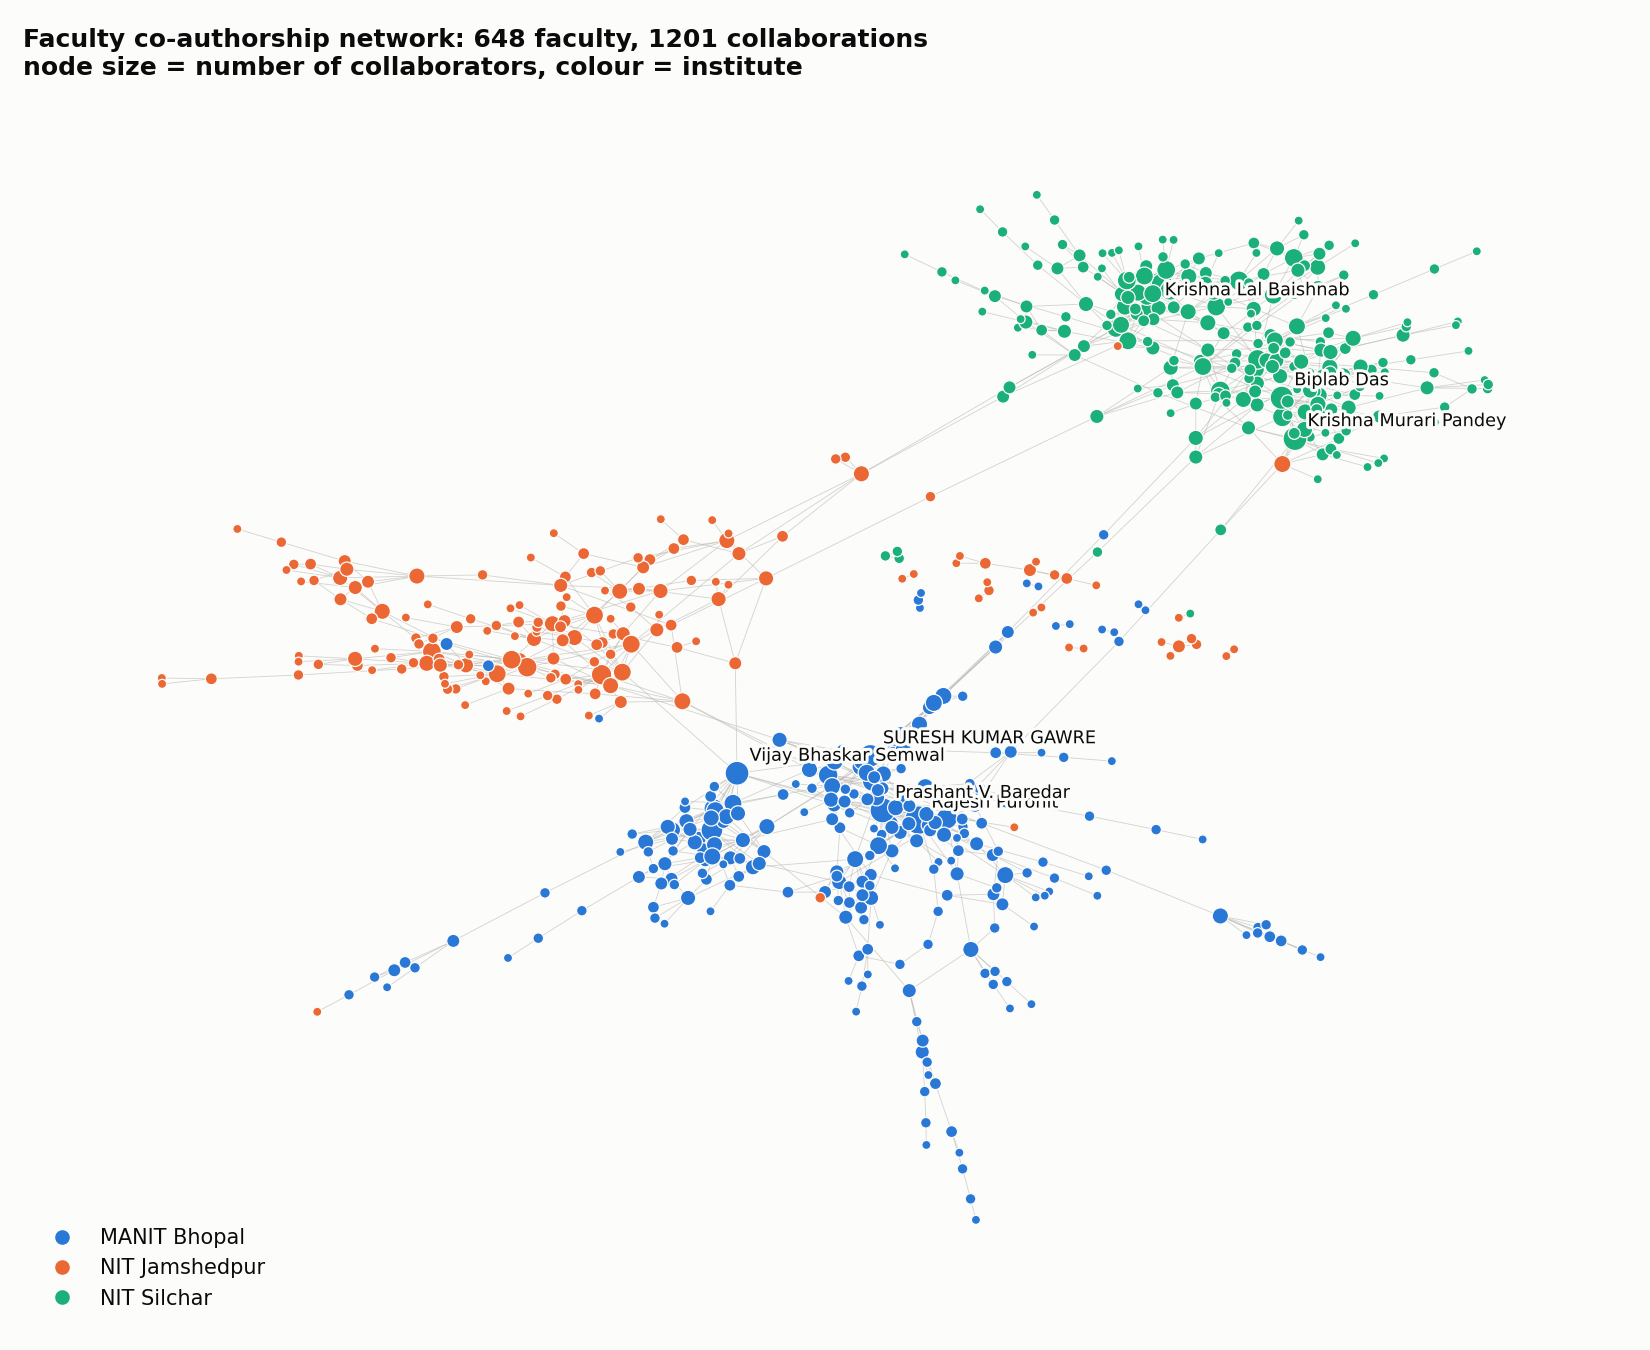 Faculty co-authorship network: 648 faculty, 1201 collaborations
node size = number of collaborators, colour = institute
Krishna Lal Baishnab
Biplab Das
Krishna Murari Pandey
SURESH KUMAR GAWRE
Vijay Bhaskar Semwal
Prashant V. Baredar
Rajesh
MANIT Bhopal
NIT Jamshedpur
NIT Silchar